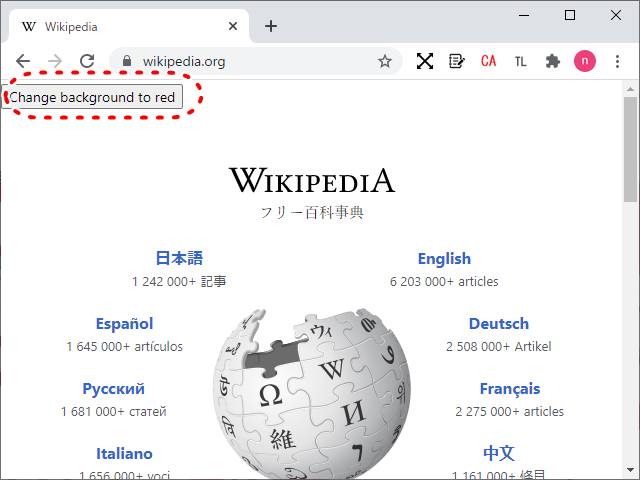 Wikipedia
wikipedia.org
CA
TL
n
Change background to red
WIKIPEDIA
フリー百科事典
日本語
1 242 000+ 記事
English
6 203 000+ articles
Español
1 645 000+ artículos
Deutsch
2 508 000+ Artikel
Русский
1 681 000+ статей
Français
2 275 000+ articles
Italiano
1 656 000+ voci
中文
1 161 000+ 條目
W
Ω
И
維